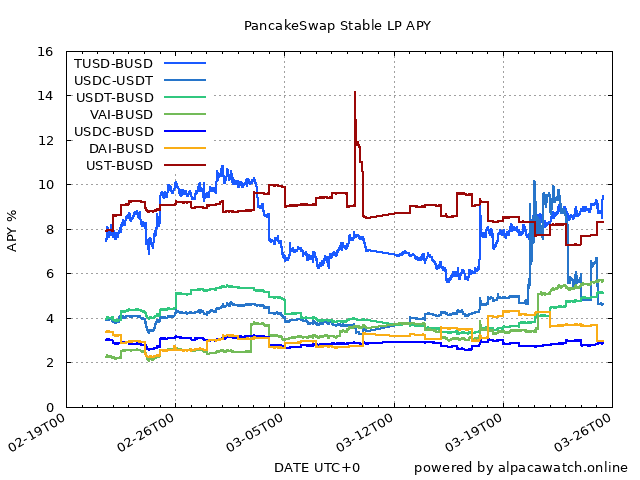 PancakeSwap Stable LP APY
16
14
12
10
8
6
4
2
0
APY %
TUSD-BUSD
USDC-USDT
USDT-BUSD
VAI-BUSD
USDC-BUSD
DAI-BUSD
UST-BUSD
02-19T00
02-26T00
03-05T00
03-12T00
03-19T00
03-26T00
DATE UTC+0
powered by alpacawatch.online